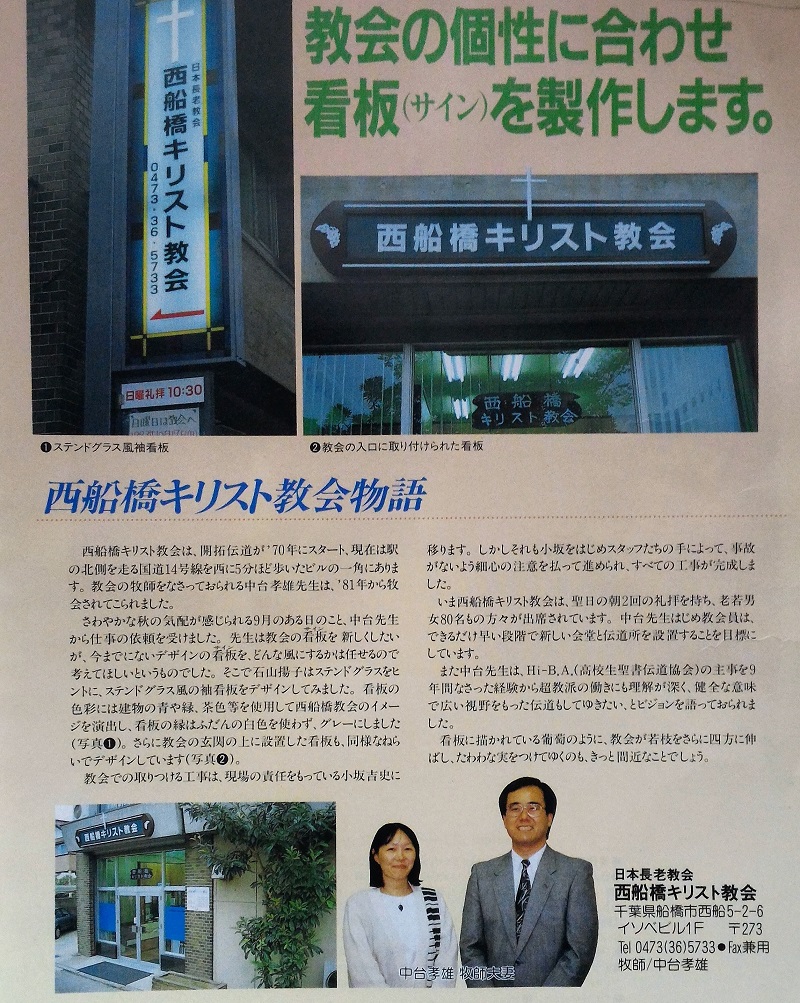 教会の個性に合わせ
看板(サイン)を製作します。
日本長老教会
西船橋キリスト教会
0473・36・5733
日曜礼拝 10:30
日曜日は教会へ
西船橋キリスト教会
西船橋
キリスト教会
❶ステンドグラス風袖看板
❷教会の入口に取り付けられた看板
西船橋キリスト教会物語
西船橋キリスト教会は、開拓伝道が'70年にスタート、現在は駅
の北側を走る国道14号線を西に5分ほど歩いたビルの一角にありま
す。教会の牧師をなさっておられる中台孝雄先生は、'81年から牧
会されてこられました。
さわやかな秋の気配が感じられる9月のある日のこと、中台先生
から仕事の依頼を受けました。先生は教会の看板を新しくしたい
サイン
が、今までにないデザインの看板を、どんな風にするかは任せるので
サイン
考えてほしいというものでした。そこで石山揚子はステンドグラスをヒ
ントに、ステンドグラス風の袖看板をデザインしてみました。看板の
色彩には建物の青や緑、茶色等を使用して西船橋教会のイメー
ジを演出し、看板の縁はふだんの白色を使わず、グレーにしました
(写真❶)。さらに教会の玄関の上に設置した看板も、同様なねら
いでデザインしています(写真❷)。
教会での取りつける工事は、現場の責任をもっている小坂吉史に
移ります。しかしそれも小坂をはじめスタッフたちの手によって、事故
がないよう細心の注意を払って進められ、すべての工事が完成しま
した。
いま西船橋キリスト教会は、聖日の朝2回の礼拝を持ち、老若男
女80名もの方々が出席されています。中台先生はじめ教会員は、
できるだけ早い段階で新しい会堂と伝道所を設置することを目標に
しています。
また中台先生は、Hi-B.A.(高校生聖書伝道協会)の主事を9
年間なさった経験から超教派の働きにも理解が深く、健全な意味
で広い視野をもった伝道もしてゆきたい、とビジョンを語っておられま
した。
看板に描かれている葡萄のように、教会が若枝をさらに四方に伸
ばし、たわわな実をつけてゆくのも、きっと間近なことでしょう。
西船橋キリスト教会
中台孝雄 牧師夫妻
日本長老教会
西船橋キリスト教会
千葉県船橋市西船5-2-6
イソベビル1F 〒273
Tel 0473(36)5733●Fax兼用
牧師/中台孝雄